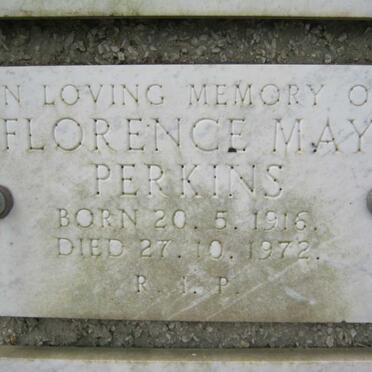 N LOVING MEMORY O
FLORENCE MAY
PERKINS
BORN 20. 5. 1916.
DIED 27. 10. 1972.
R. I. P.